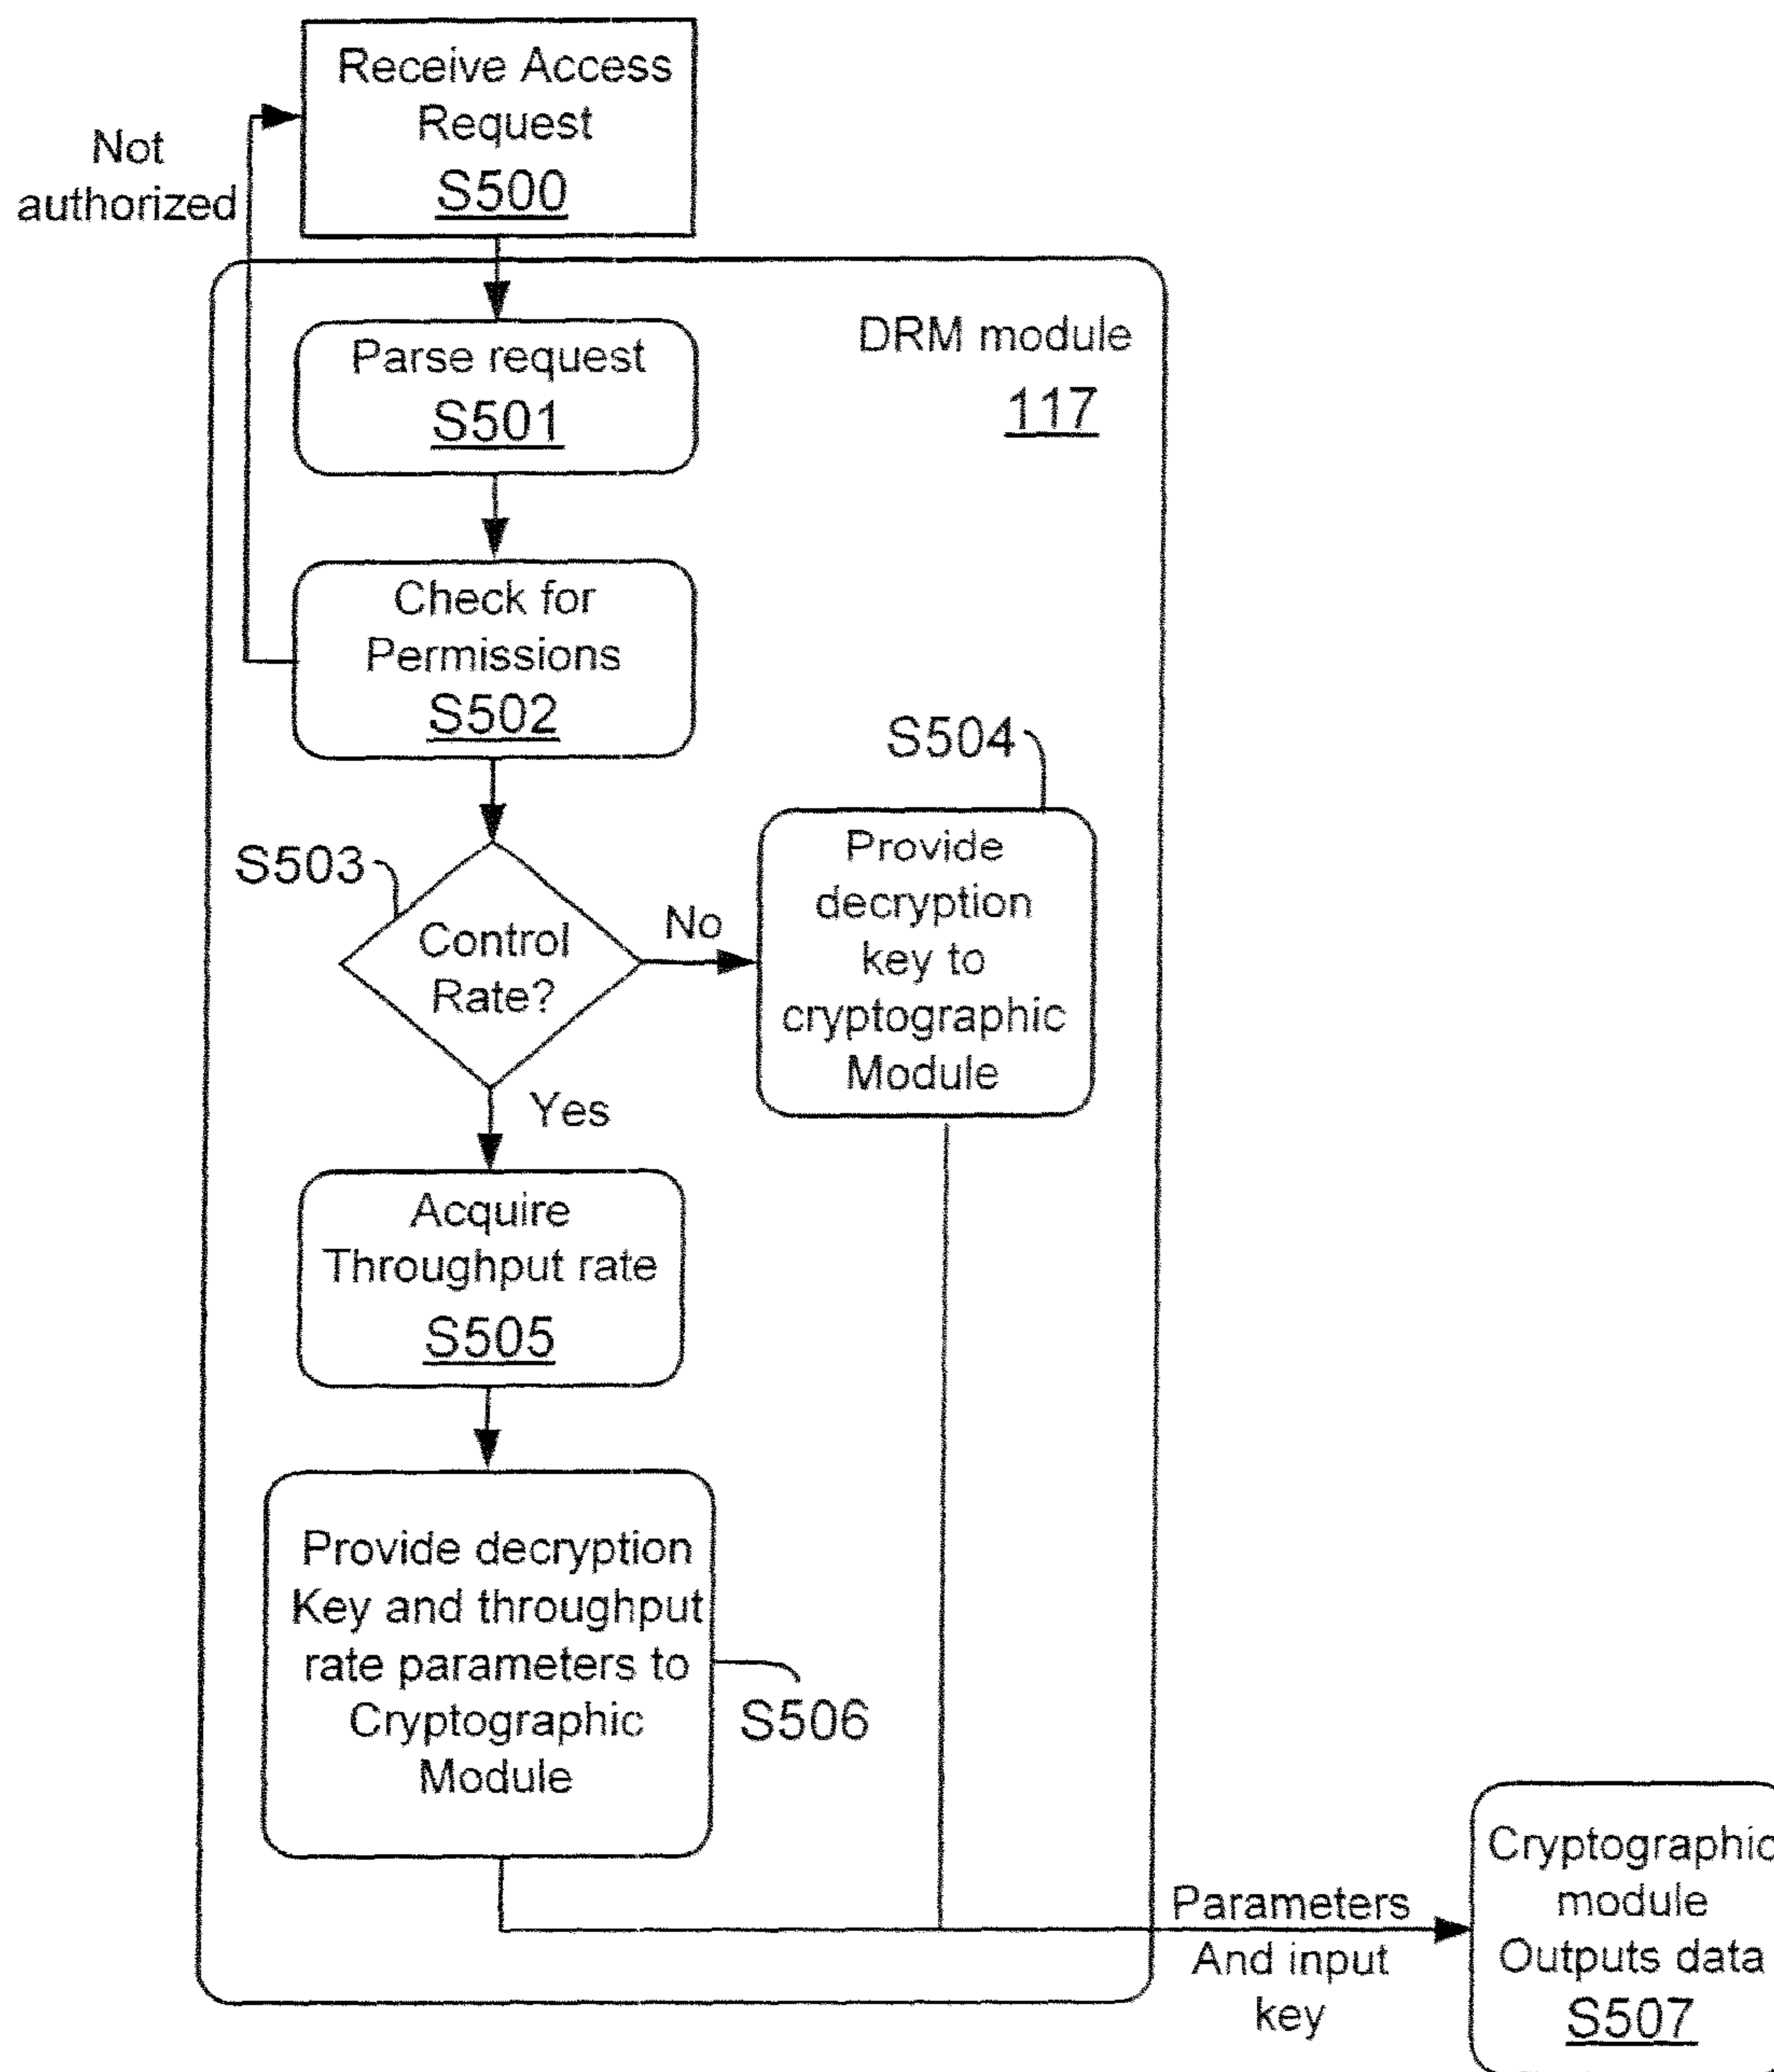 Receive Access
Request
S500
Not
authorized
Parse request
S501
DRM module
117
Check for
Permissions
S502
S503
Control
Rate?
No
Yes
S504
Provide
decryption
key to
cryptographic
Module
Acquire
Throughput rate
S505
Provide decryption
Key and throughput
rate parameters to
Cryptographic
Module
S506
Parameters
And input
key
Cryptographic
module
Outputs data
S507